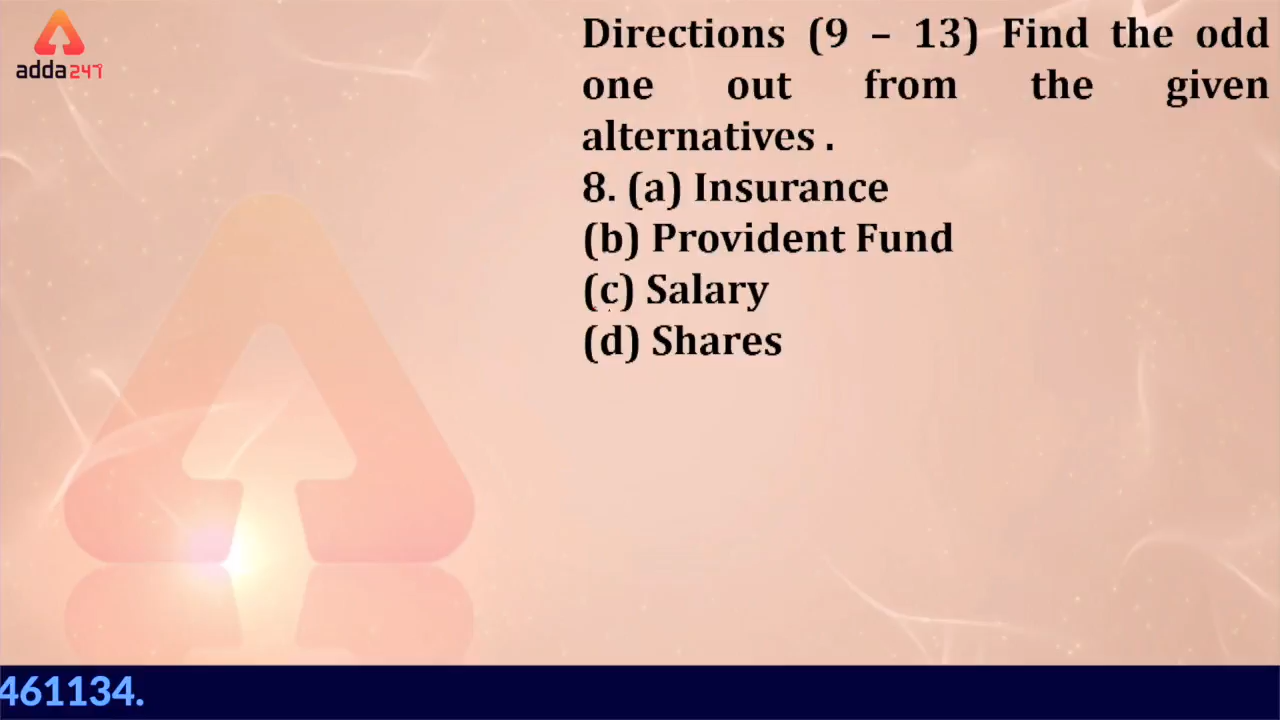 adda247
Directions (9 – 13) Find the odd
one out from the given
alternatives .
8. (a) Insurance
(b) Provident Fund
(c) Salary
(d) Shares
461134.